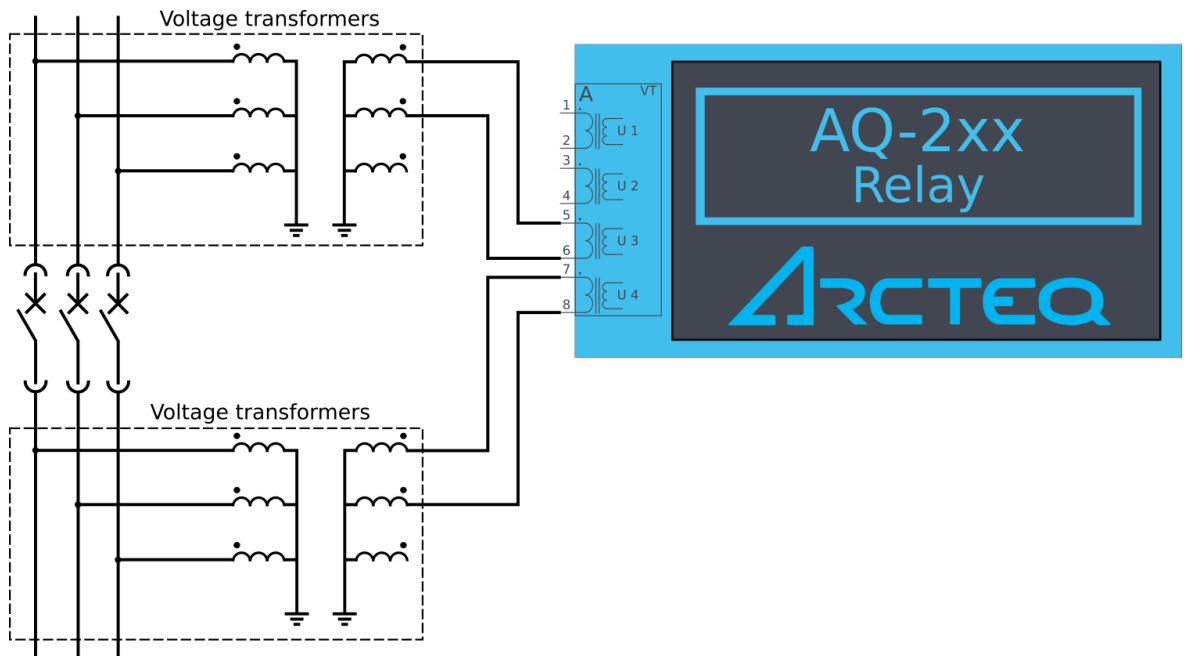 Voltage transformers
A
VT
1
U 1
2
3
U 2
4
5
U 3
6
7
U 4
8
AQ-2xx
Relay
ARCTEQ
Voltage transformers